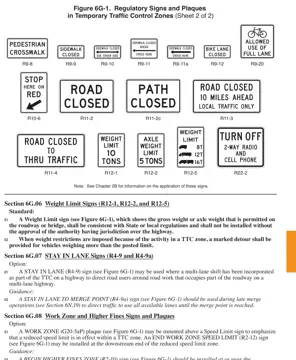 Figure 6G-1. Regulatory Signs and Plaques
in Temporary Traffic Control Zones (Sheet 2 of 2)
PEDESTRIAN
CROSSWALK
R9-8
SIDEWALK
CLOSED
R9-9
SIDEWALK CLOSED
USE OTHER SIDE
R9-10
SIDEWALK CLOSED
AHEAD
CROSS HERE
R9-11
SIDEWALK CLOSED
CROSS HERE
R9-11a
BIKE LANE
CLOSED
R9-12
ALLOWED
USE OF
FULL LANE
R9-20
STOP
HERE ON
RED
R10-6
ROAD
CLOSED
R11-2
PATH
CLOSED
R11-2c
ROAD CLOSED
10 MILES AHEAD
LOCAL TRAFFIC ONLY
R11-3
ROAD CLOSED
TO
THRU TRAFFIC
R11-4
WEIGHT
LIMIT
10
TONS
R12-1
AXLE
WEIGHT
LIMIT
5 TONS
R12-2
WEIGHT
LIMIT
8T
12T
16T
R12-5
TURN OFF
2-WAY RADIO
AND
CELL PHONE
R22-2
Note: See Chapter 2B for information on the application of these signs.
Section 6G.06 Weight Limit Signs (R12-1, R12-2, and R12-5)
Standard:
A Weight Limit sign (see Figure 6G-1), which shows the gross weight or axle weight that is permitted on
the roadway or bridge, shall be consistent with State or local regulations and shall not be installed without
the approval of the authority having jurisdiction over the highway.
When weight restrictions are imposed because of the activity in a TTC zone, a marked detour shall be
provided for vehicles weighing more than the posted limit.
Section 6G.07 STAY IN LANE Signs (R4-9 and R4-9a)
Option:
A STAY IN LANE (R4-9) sign (see Figure 6G-1) may be used where a multi-lane shift has been incorporated
as part of the TTC on a highway to direct road users around road work that occupies part of the roadway on a
multi-lane highway.
Guidance:
A STAY IN LANE TO MERGE POINT (R4-9a) sign (see Figure 6G-1) should be used during late merge
operations (see Section 6N.19) to direct traffic to use all available lanes until the merge point is reached.
Section 6G.08 Work Zone and Higher Fines Signs and Plaques
Option:
A WORK ZONE (G20-5aP) plaque (see Figure 6G-1) may be mounted above a Speed Limit sign to emphasize
that a reduced speed limit is in effect within a TTC zone. An END WORK ZONE SPEED LIMIT (R2-12) sign
(see Figure 6G-1) may be installed at the downstream end of the reduced speed limit zone.
Guidance: